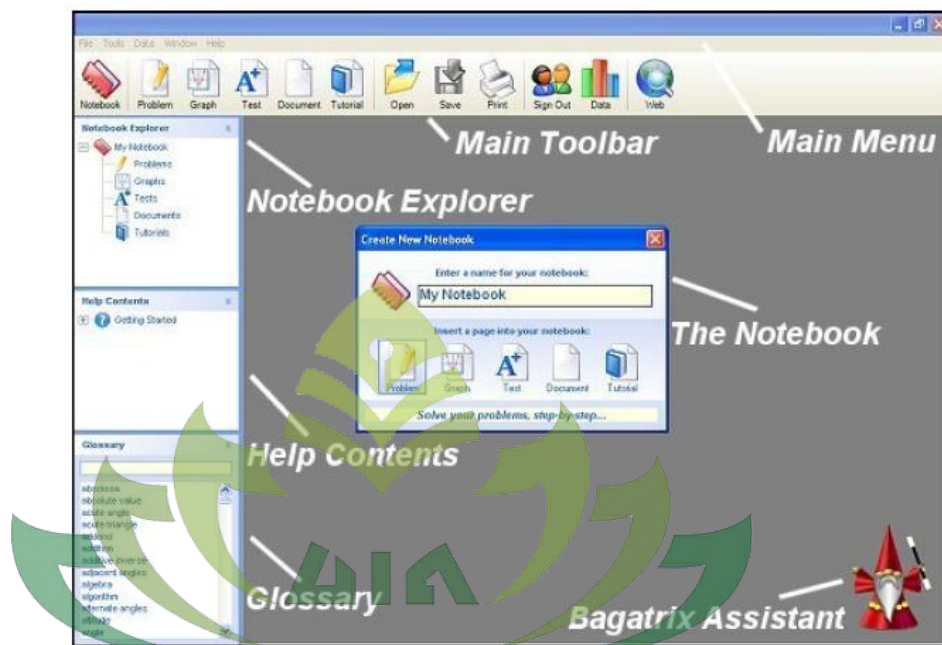 File Tools Data Window Help
Notebook Problem Graph Test Document Tutorial Open Save Print Sign Out Data Web
Main Toolbar
Main Menu
Notebook Explorer
My Notebook
Problems
Graphs
Tests
Documents
Tutorials
Notebook Explorer
Create New Notebook
Enter a name for your notebook:
My Notebook
Insert a page into your notebook:
Problem Graph Test Document Tutorial
Solve your problems, step-by-step...
The Notebook
Help Contents
Getting Started
Help Contents
Glossary
abscissa
absolute value
acute angle
acute triangle
addend
addition
additive inverse
adjacent angles
algebra
algorithm
alternate angles
altitude
angle
Glossary
Bagatrix Assistant